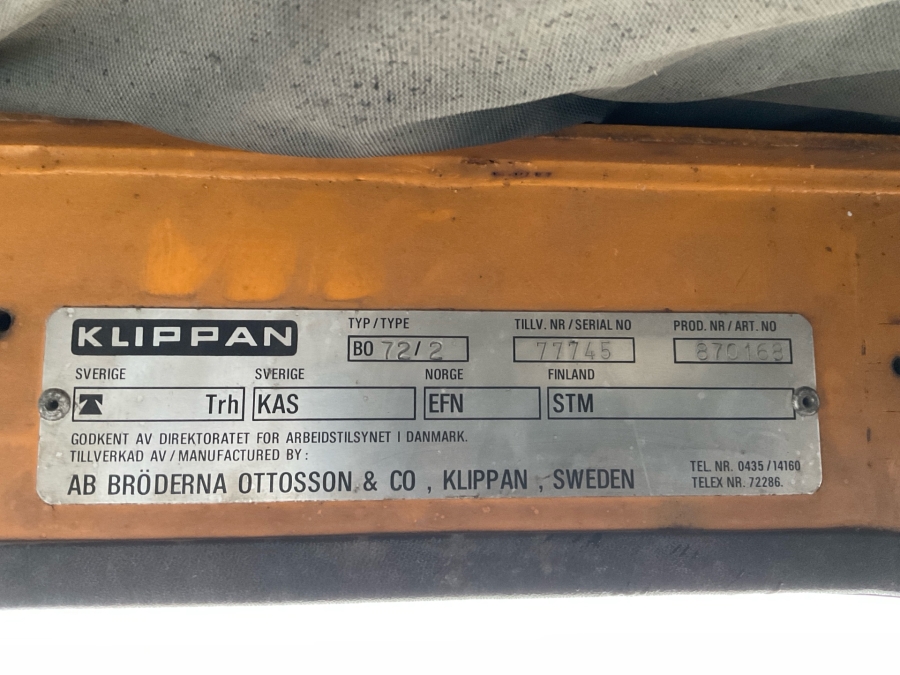 KLIPPAN
TYP/TYPE
BO 72/2
TILLV. NR/SERIAL NO
77745
PROD. NR/ART. NO
870168
SVERIGE
Trh
SVERIGE
KAS
NORGE
EFN
FINLAND
STM
GODKENT AV DIREKTORATET FOR ARBEIDSTILSYNET I DANMARK.
TILLVERKAD AV/MANUFACTURED BY:
AB BRÖDERNA OTTOSSON & CO, KLIPPAN, SWEDEN
TEL. NR. 0435/14160
TELEX NR. 72286.